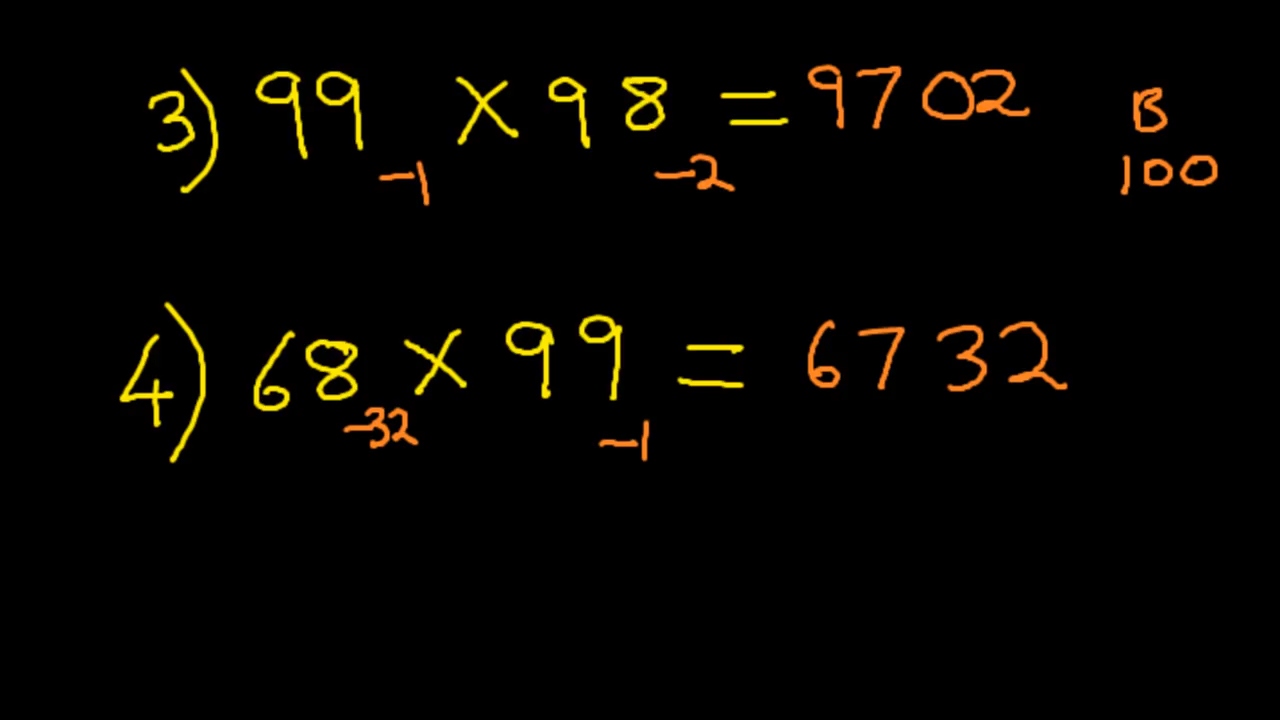 3) 99 × 98 = 9702 B
-1 -2 100
4) 68 × 99 = 6732
-32 -1